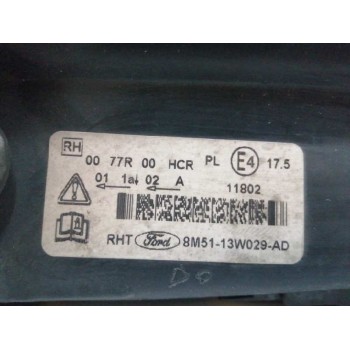 RH
00 77R 00 HCR PL E4 17.5
01 1a 02 A 11802
RHT Ford 8M51-13W029-AD